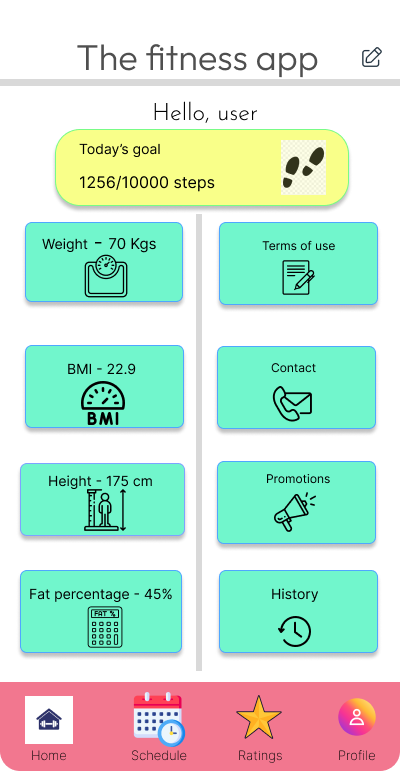 The fitness app
Hello, user
Today's goal
1256/10000 steps
Weight - 70 Kgs
Terms of use
BMI - 22.9
BMI
Contact
Height - 175 cm
Promotions
Fat percentage - 45%
FAT %
History
Home
Schedule
Ratings
Profile